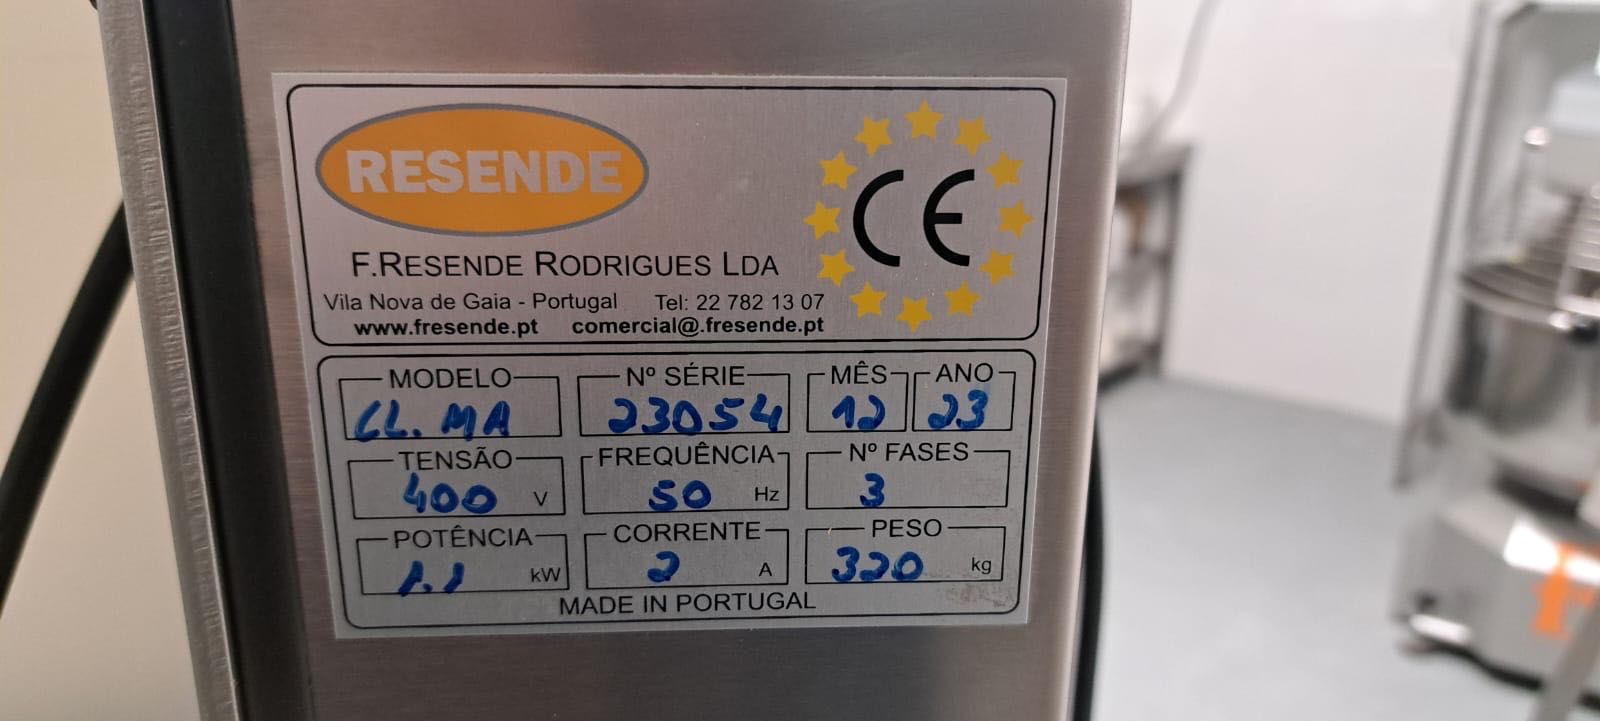 RESENDE
CE
F.RESENDE RODRIGUES LDA
Vila Nova de Gaia - Portugal Tel: 22 782 13 07
www.fresende.pt comercial@.fresende.pt
MODELO Nº SÉRIE MÊS ANO
CL. MA 23054 12 23
TENSÃO FREQUÊNCIA Nº FASES
400 V 50 Hz 3
POTÊNCIA CORRENTE PESO
1.1 kW 2 A 320 kg
MADE IN PORTUGAL